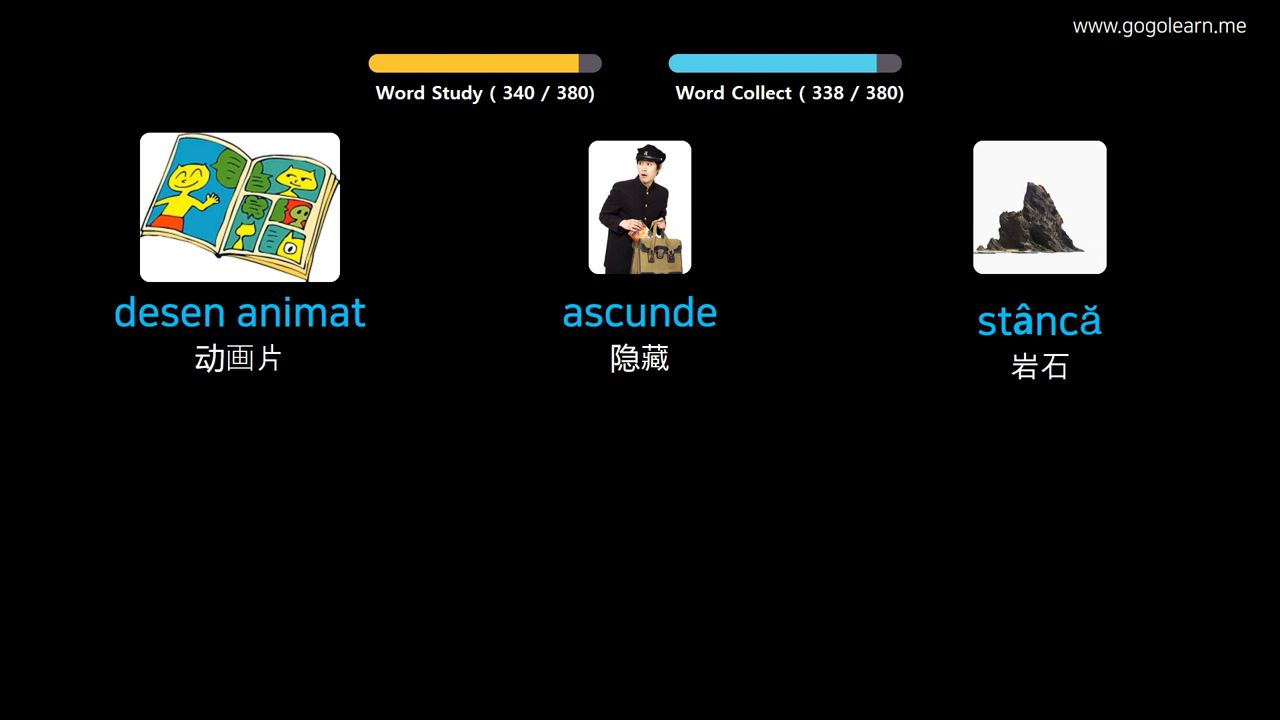 www.gogolearn.me
Word Study ( 340 / 380)
Word Collect ( 338 / 380)
desen animat
动画片
ascunde
隐藏
stâncă
岩石